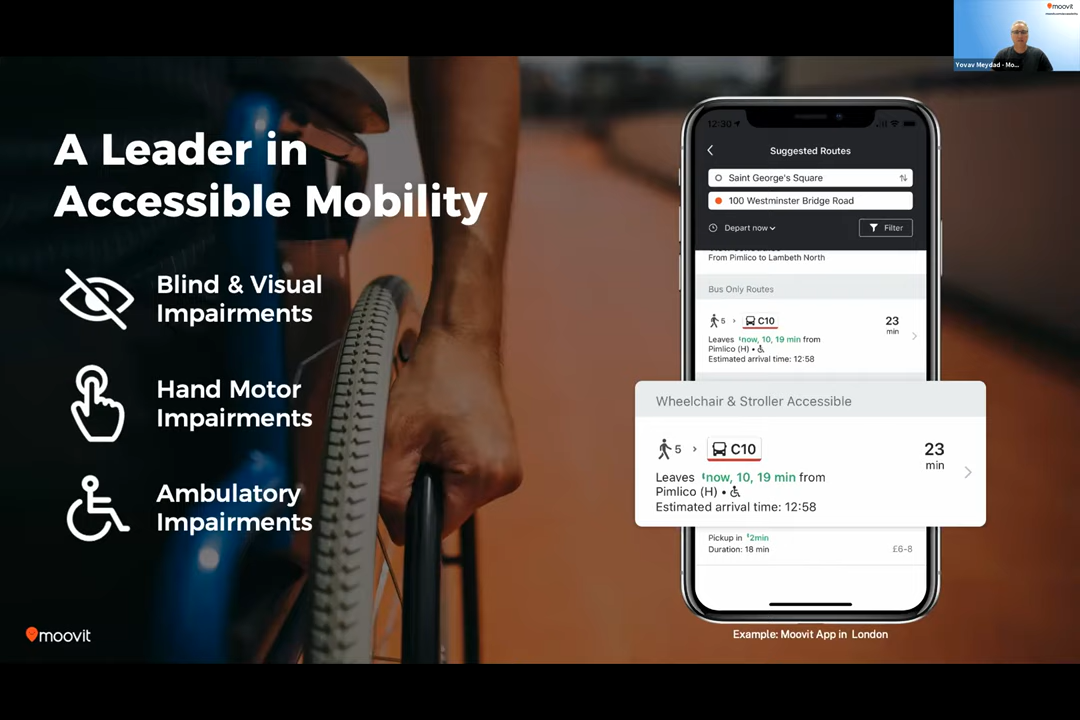 moovit
Yovav Meydad - Mo...
A Leader in
Accessible Mobility
Blind & Visual
Impairments
Hand Motor
Impairments
Ambulatory
Impairments
moovit
12:30
Suggested Routes
Saint George's Square
100 Westminster Bridge Road
Depart now
Filter
From Pimlico to Lambeth North
Bus Only Routes
5 > C10
23
min
Leaves now, 10, 19 min from
Pimlico (H) •
Estimated arrival time: 12:58
Wheelchair & Stroller Accessible
5 > C10
23
min
Leaves now, 10, 19 min from
Pimlico (H) •
Estimated arrival time: 12:58
Pickup in 2min
Duration: 18 min
£6-8
Example: Moovit App in London